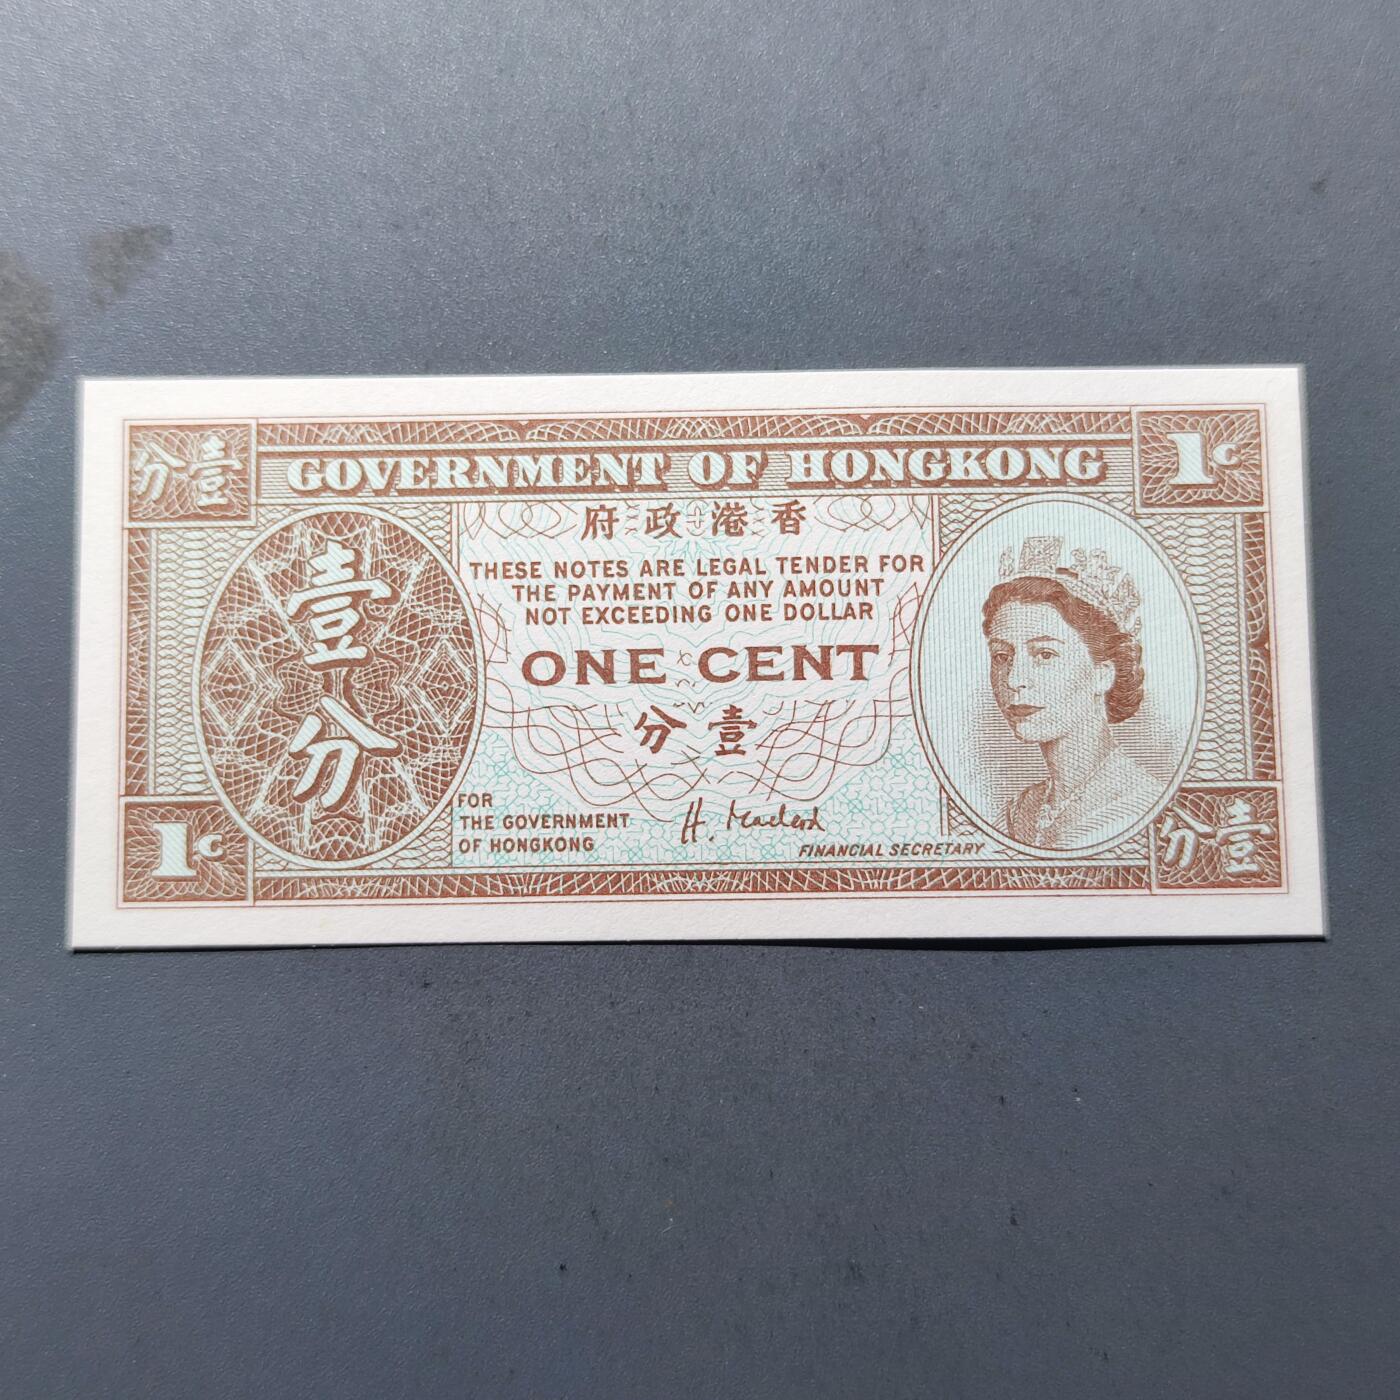 分壹
GOVERNMENT OF HONGKONG
1C
府政港香
THESE NOTES ARE LEGAL TENDER FOR
THE PAYMENT OF ANY AMOUNT
NOT EXCEEDING ONE DOLLAR
壹分
ONE CENT
分壹
FOR
THE GOVERNMENT
OF HONGKONG
FINANCIAL SECRETARY
1C
分壹